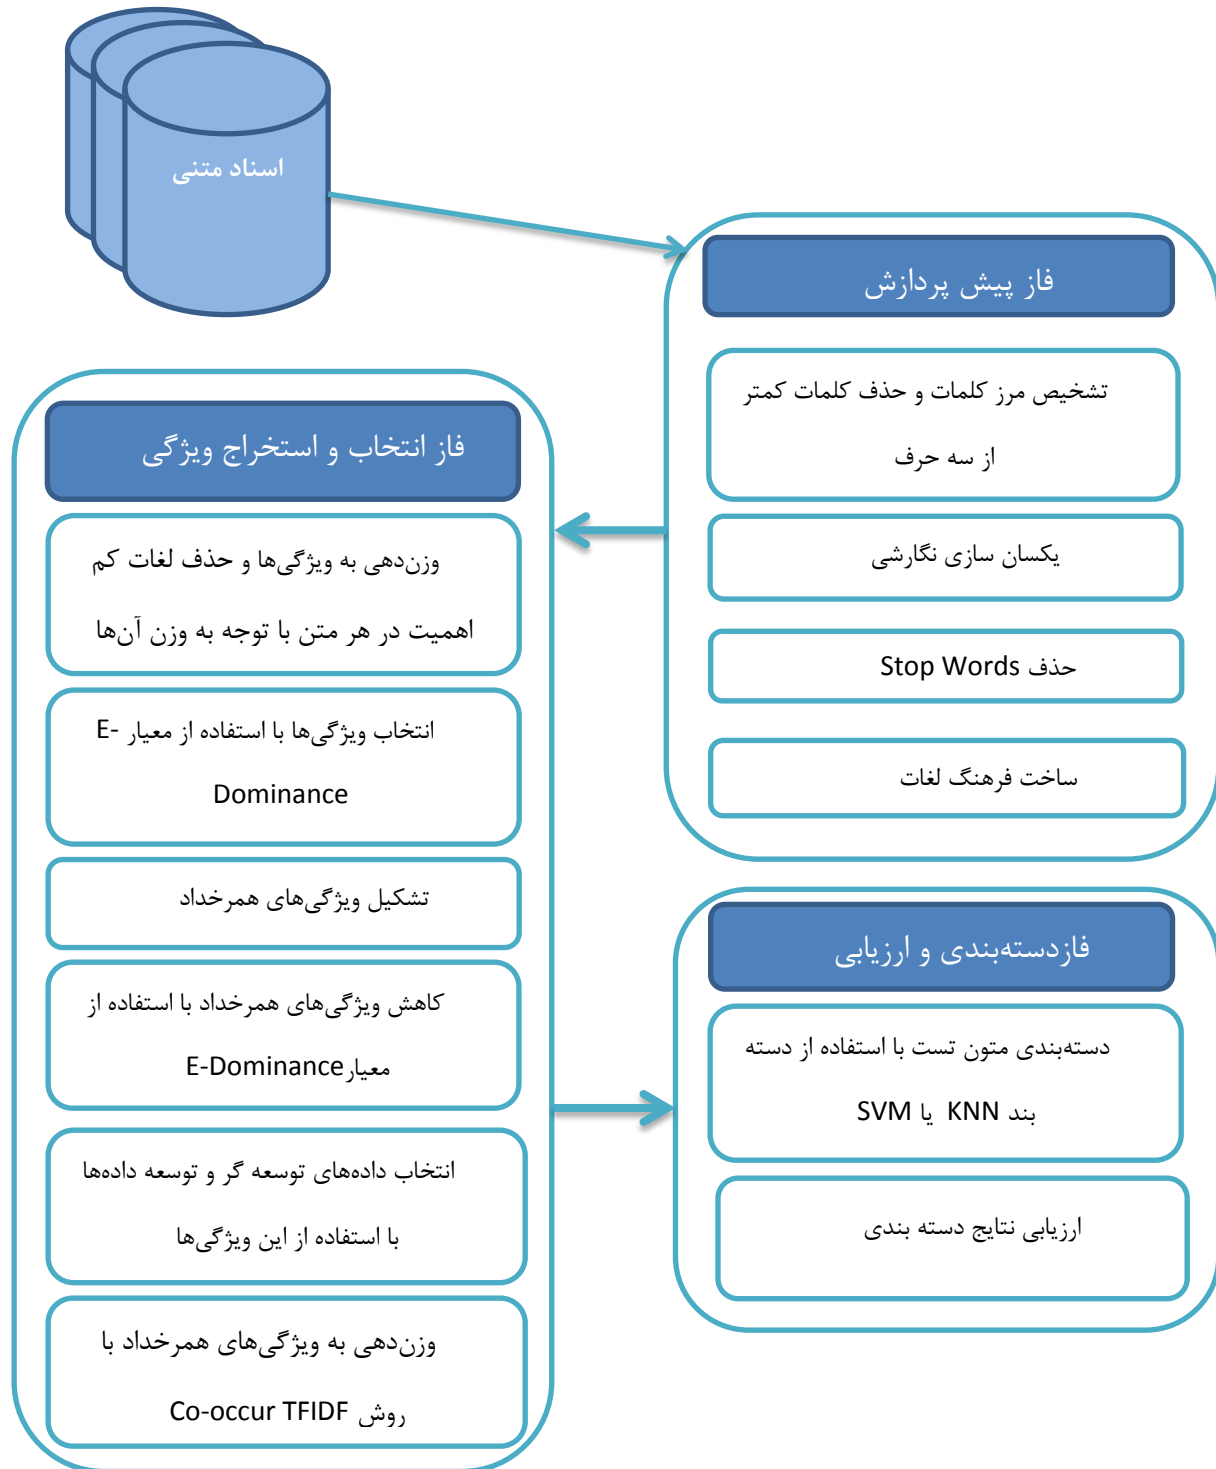 اسناد متنی
فاز پیش پردازش
تشخیص مرز کلمات و حذف کلمات کمتر
از سه حرف
یکسان سازی نگارشی
حذف Stop Words
ساخت فرهنگ لغات
فاز انتخاب و استخراج ویژگی
وزن‌دهی به ویژگی‌ها و حذف لغات کم
اهمیت در هر متن با توجه به وزن آن‌ها
انتخاب ویژگی‌ها با استفاده از معیار E-
Dominance
تشکیل ویژگی‌های همرخداد
کاهش ویژگی‌های همرخداد با استفاده از
معیارE-Dominance
انتخاب داده‌های توسعه گر و توسعه داده‌ها
با استفاده از این ویژگی‌ها
وزن‌دهی به ویژگی‌های همرخداد با
روش Co-occur TFIDF
فازدسته‌بندی و ارزیابی
دسته‌بندی متون تست با استفاده از دسته
بند KNN یا SVM
ارزیابی نتایج دسته بندی